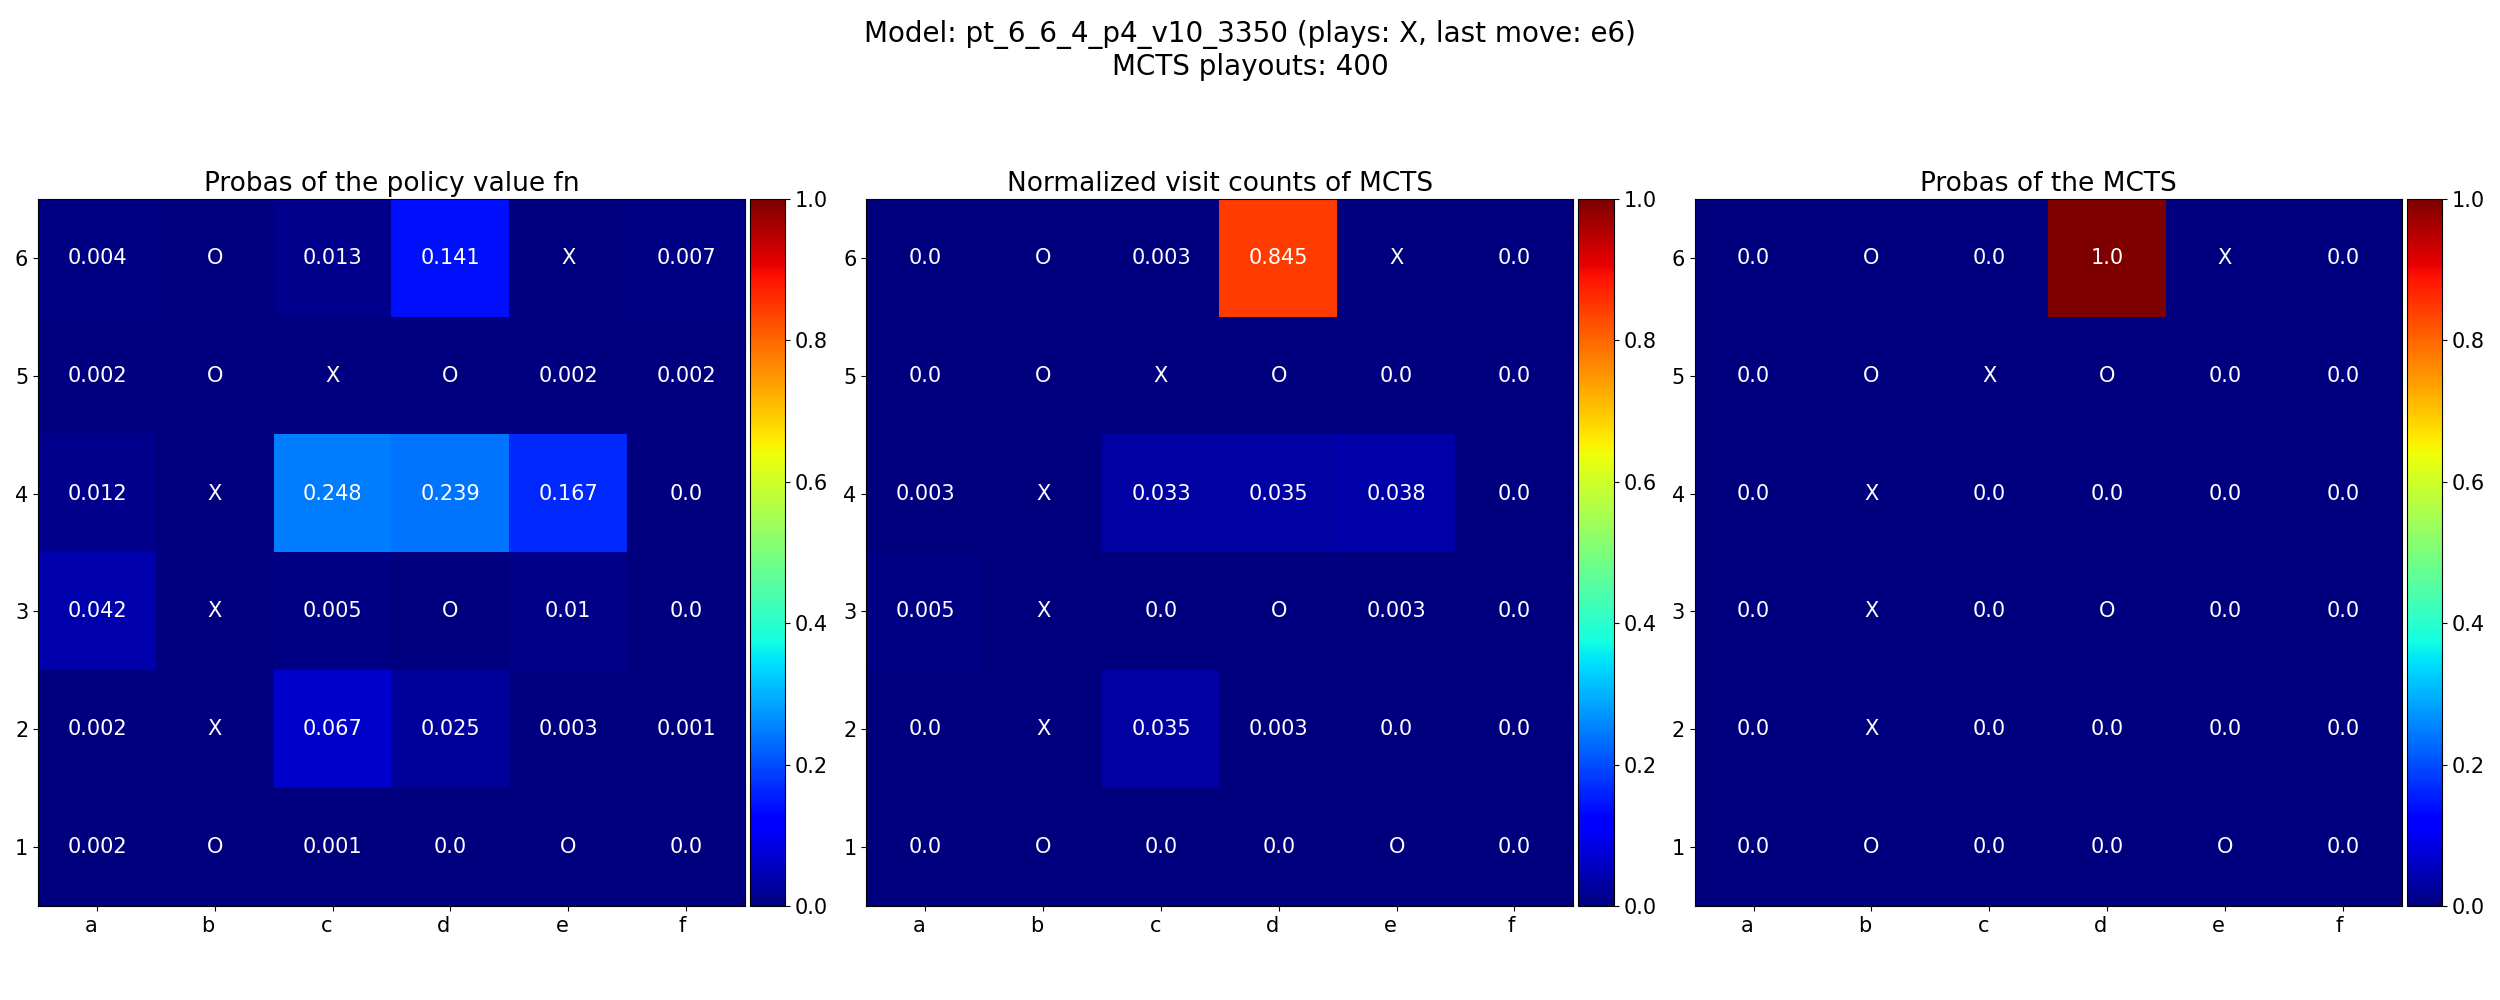 Model: pt_6_6_4_p4_v10_3350 (plays: X, last move: e6)
MCTS playouts: 400
Probas of the policy value fn
6 0.004 O 0.013 0.141 X 0.007
5 0.002 O X O 0.002 0.002
4 0.012 X 0.248 0.239 0.167 0.0
3 0.042 X 0.005 O 0.01 0.0
2 0.002 X 0.067 0.025 0.003 0.001
1 0.002 O 0.001 0.0 O 0.0
a b c d e f
1.0
0.8
0.6
0.4
0.2
0.0
Normalized visit counts of MCTS
6 0.0 O 0.003 0.845 X 0.0
5 0.0 O X O 0.0 0.0
4 0.003 X 0.033 0.035 0.038 0.0
3 0.005 X 0.0 O 0.003 0.0
2 0.0 X 0.035 0.003 0.0 0.0
1 0.0 O 0.0 0.0 O 0.0
a b c d e f
1.0
0.8
0.6
0.4
0.2
0.0
Probas of the MCTS
6 0.0 O 0.0 1.0 X 0.0
5 0.0 O X O 0.0 0.0
4 0.0 X 0.0 0.0 0.0 0.0
3 0.0 X 0.0 O 0.0 0.0
2 0.0 X 0.0 0.0 0.0 0.0
1 0.0 O 0.0 0.0 O 0.0
a b c d e f
1.0
0.8
0.6
0.4
0.2
0.0